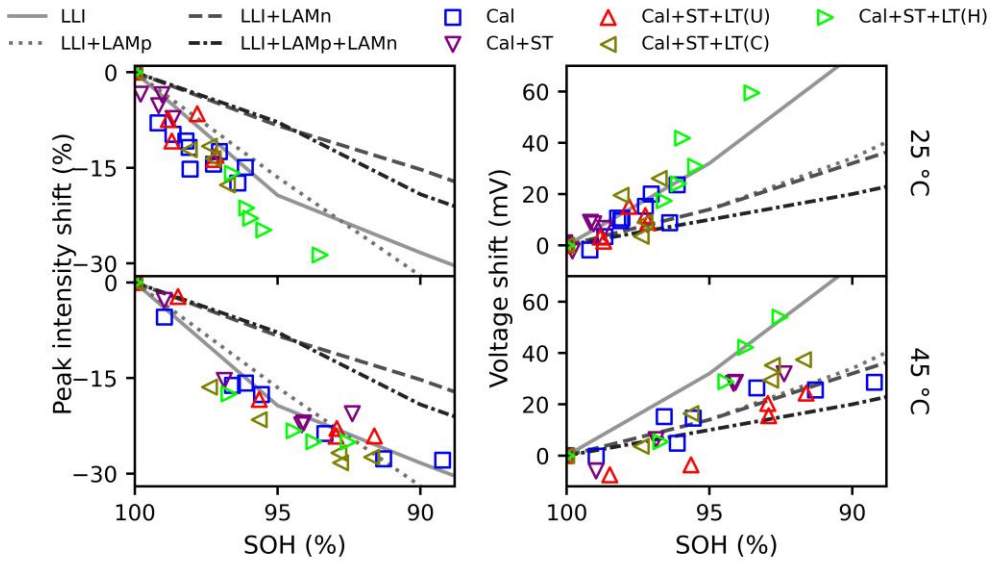 LLI LLI+LAMn Cal Cal+ST+LT(U) Cal+ST+LT(H)
LLI+LAMp LLI+LAMp+LAMn Cal+ST Cal+ST+LT(C)
Peak intensity shift (%)
0
−15
−30
0
−15
−30
100 95 90
SOH (%)
Voltage shift (mV)
60
40
20
0
60
40
20
0
100 95 90
SOH (%)
25 °C
45 °C